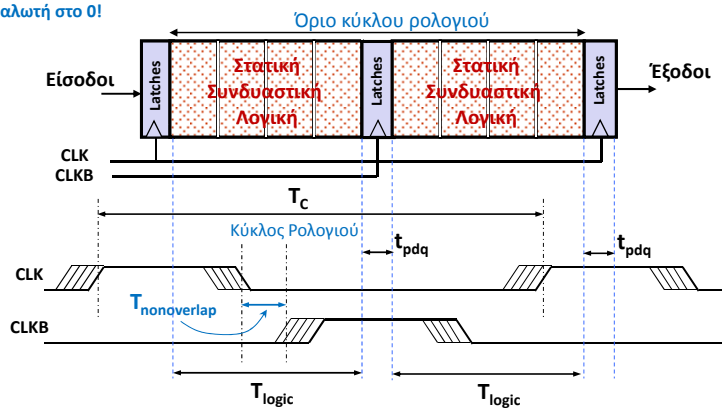 αλωτή στο 0!
Όριο κύκλου ρολογιού
Είσοδοι
Latches
Στατική
Συνδυαστική
Λογική
Latches
Στατική
Συνδυαστική
Λογική
Latches
Έξοδοι
CLK
CLKB
TC
Κύκλος Ρολογιού
tpdq
tpdq
CLK
Tnonoverlap
CLKB
Tlogic
Tlogic